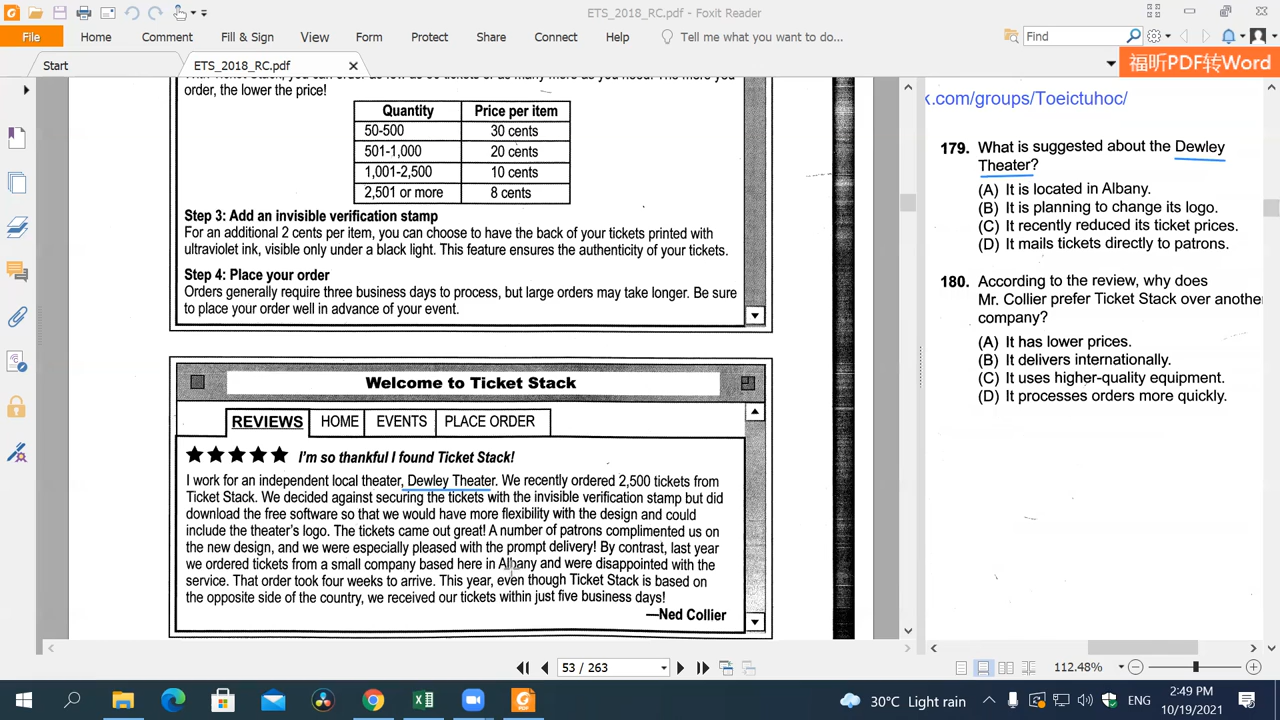 ETS_2018_RC.pdf - Foxit Reader
File Home Comment Fill & Sign View Form Protect Share Connect Help Tell me what you want to do... Find
Start ETS_2018_RC.pdf
福昕PDF转Word
order, the lower the price!
Quantity Price per item
50-500 30 cents
501-1,000 20 cents
1,001-2,500 10 cents
2,501 or more 8 cents
Step 3: Add an invisible verification stamp
For an additional 2 cents per item, you can choose to have the back of your tickets printed with
ultraviolet ink, visible only under a black light. This feature ensures the authenticity of your tickets.
Step 4: Place your order
Orders generally require three business days to process, but large orders may take longer. Be sure
to place your order well in advance of your event.
Welcome to Ticket Stack
REVIEWS HOME PLACE ORDER
I'm so thankful I found Ticket Stack!
I work for an independent local theater, Dewley Theater. We recently ordered 2,500 tickets from
Ticket Stack. We decided against securing the tickets with the invisible verification stamp but did
download the free software so that we could have more flexibility with the design and could
include the theater's logo. The tickets came out great! A number of patrons complimented us on
the new design, and we were especially pleased with the prompt delivery! By contrast, last year
we ordered tickets from a small company based here in Albany and were disappointed with the
service. That order took four weeks to arrive. This year, even though Ticket Stack is based on
the opposite side of the country, we received our tickets within just five business days!
—Ned Collier
k.com/groups/Toeictuhoc/
179. What is suggested about the Dewley
Theater?
(A) It is located in Albany.
(B) It is planning to change its logo.
(C) It recently reduced its ticket prices.
(D) It mails tickets directly to patrons.
80. According to the review, why does
Mr. Collier prefer Ticket Stack over anothe
company?
(A) It has lower prices.
(B) It delivers internationally.
(C) It uses higher-quality equipment.
(D) It processes orders more quickly.
53 / 263
112.48%
30°C Light rain
ENG
2:49 PM
10/19/2021